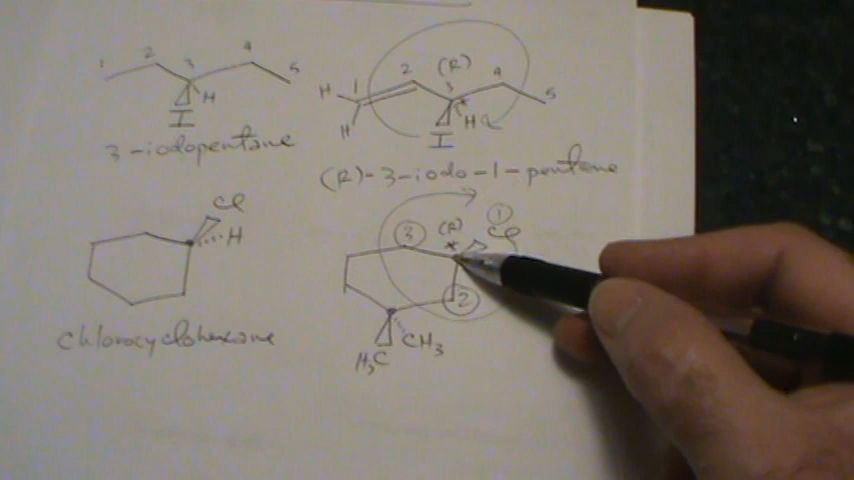 1 2 3 4 5
H
I
3-iodopentane
H 1 2 (R) 3 4 5
H
* H
I
(R)-3-iodo-1-pentene
Cl
H
chlorocyclohexane
3 (R) * 1 Cl
2
H₃C CH₃